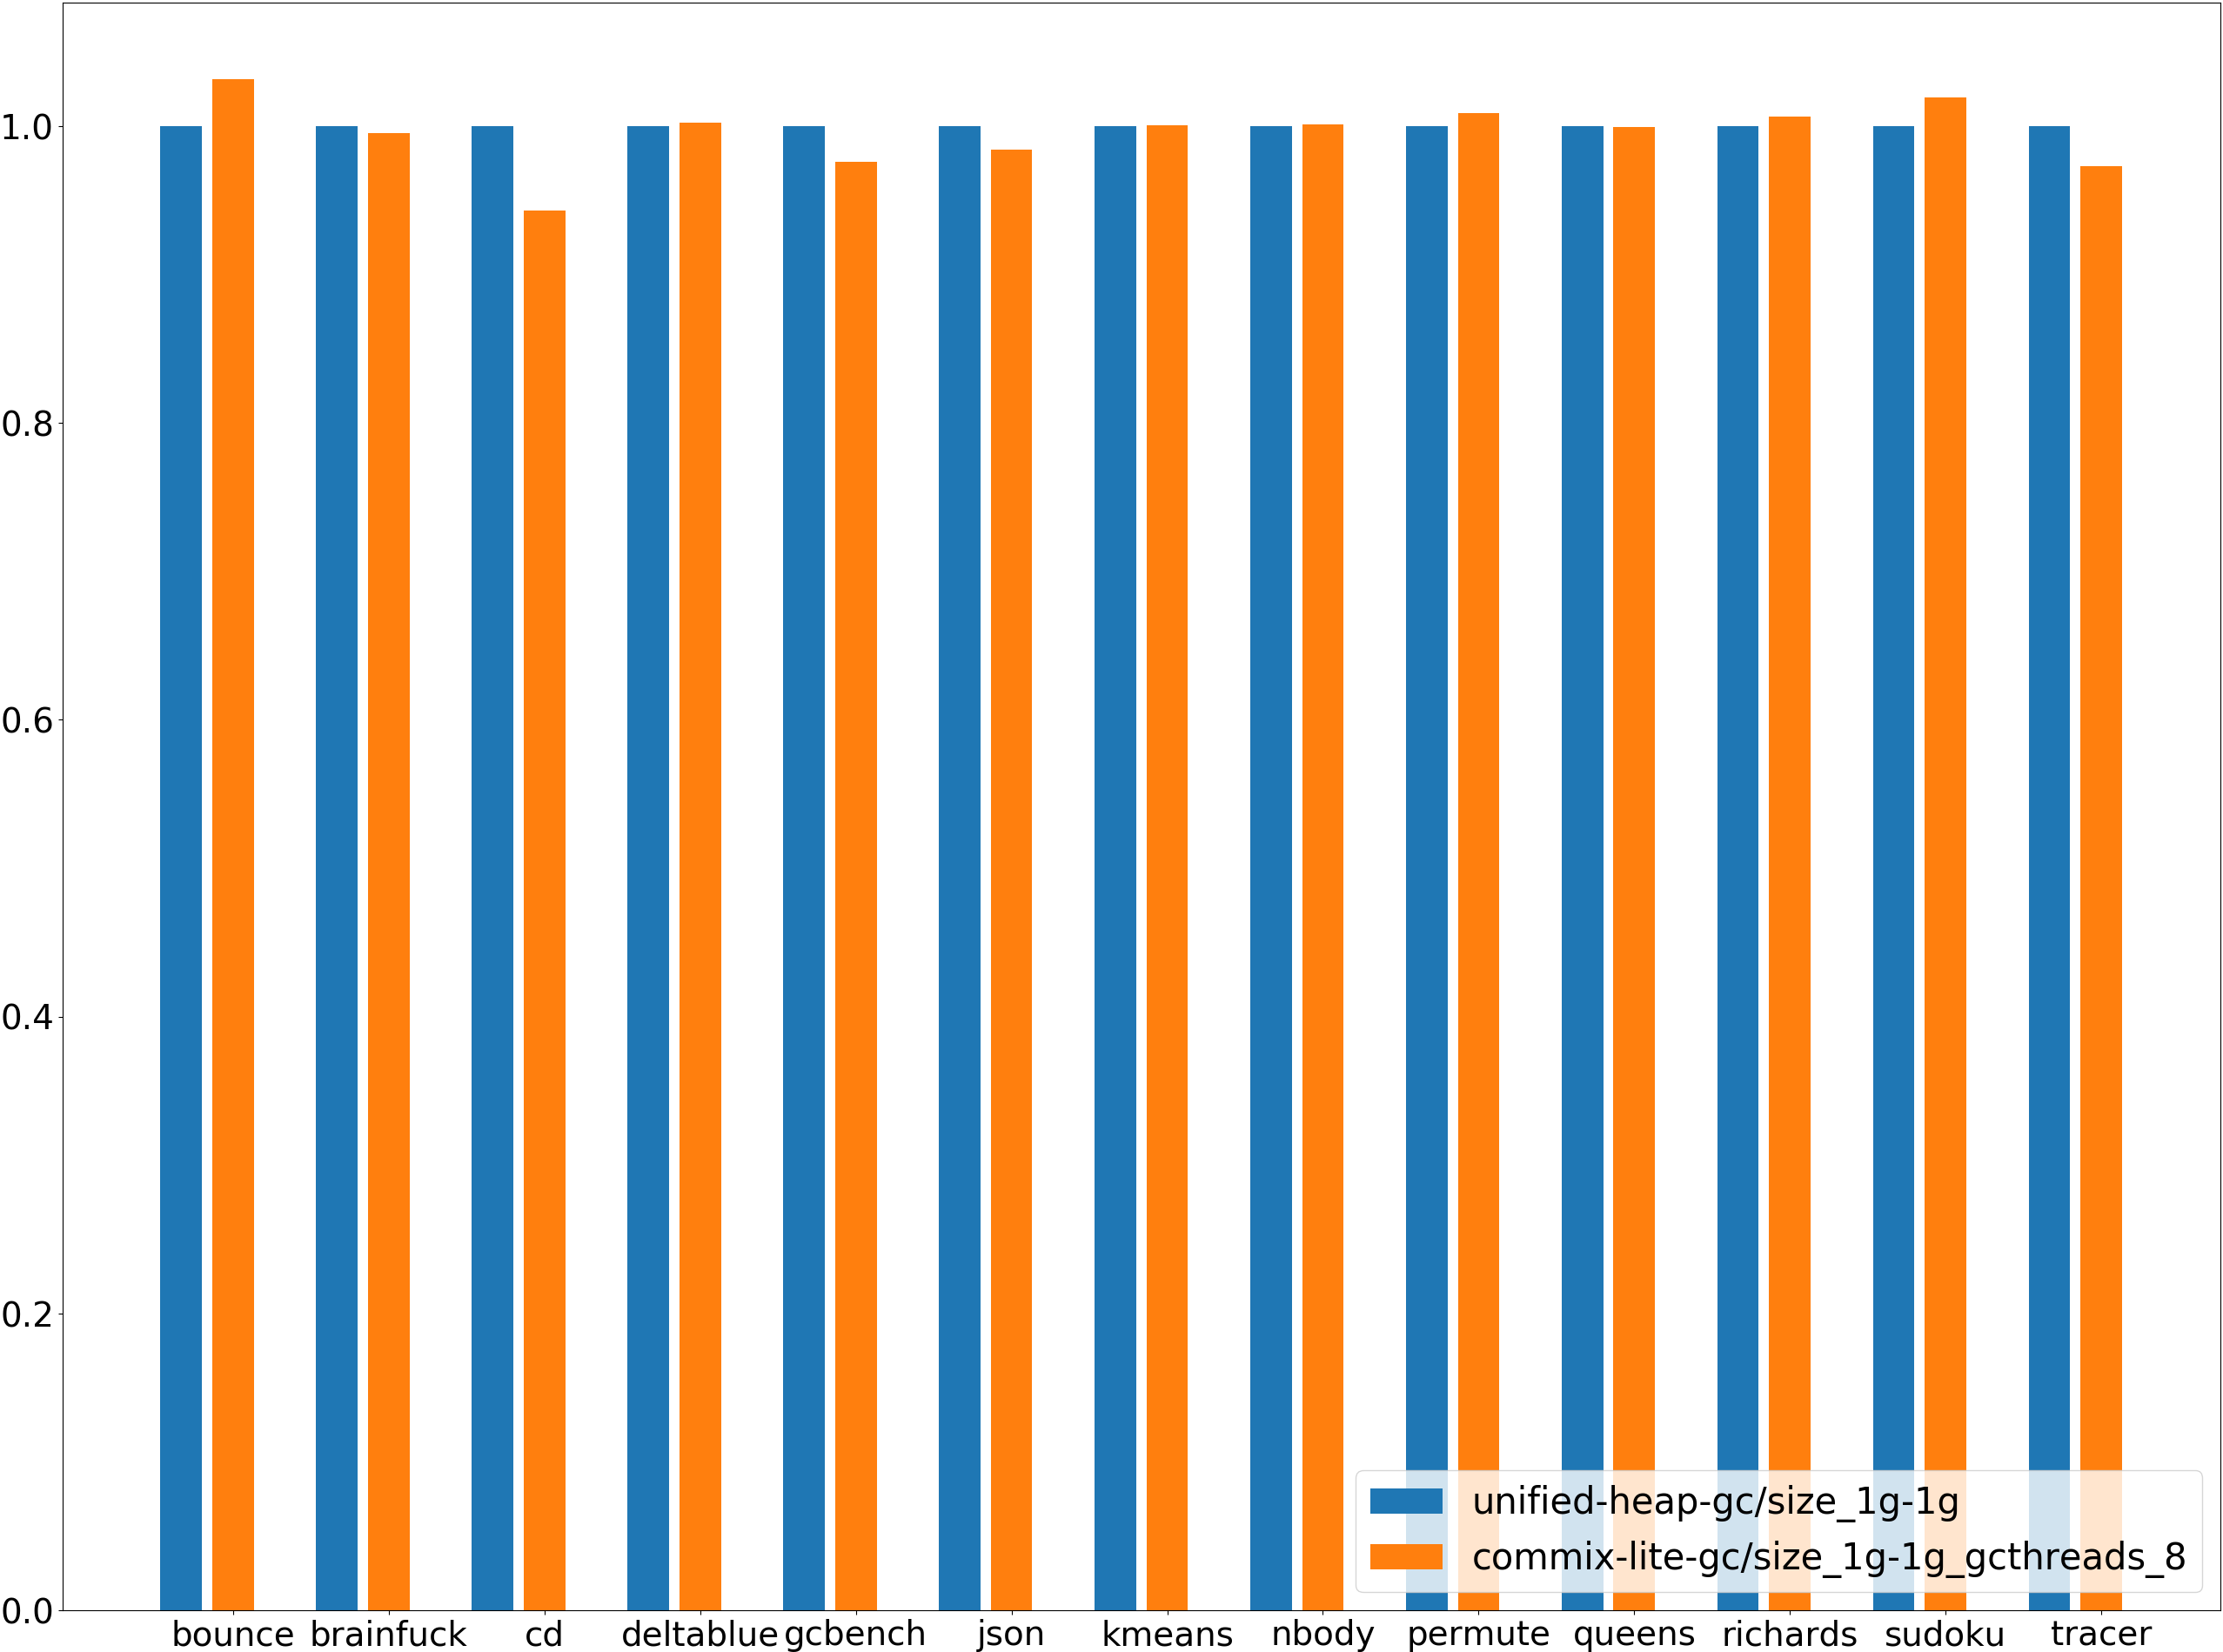 1.0
0.8
0.6
0.4
0.2
0.0
bounce brainfuck cd deltablue gcbench json kmeans nbody permute queens richards sudoku tracer
unified-heap-gc/size_1g-1g
commix-lite-gc/size_1g-1g_gcthreads_8